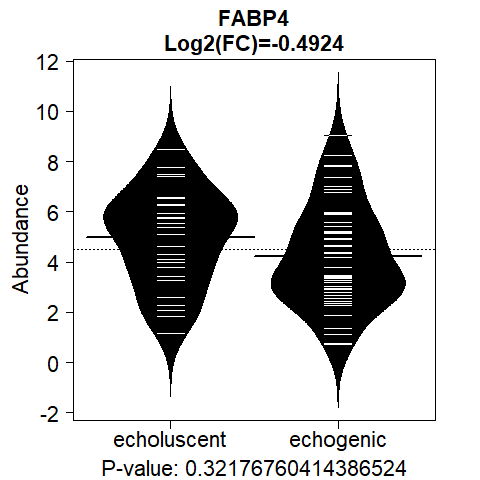 FABP4
Log2(FC)=-0.4924
Abundance
12
10
8
6
4
2
0
-2
echoluscent echogenic
P-value: 0.32176760414386524